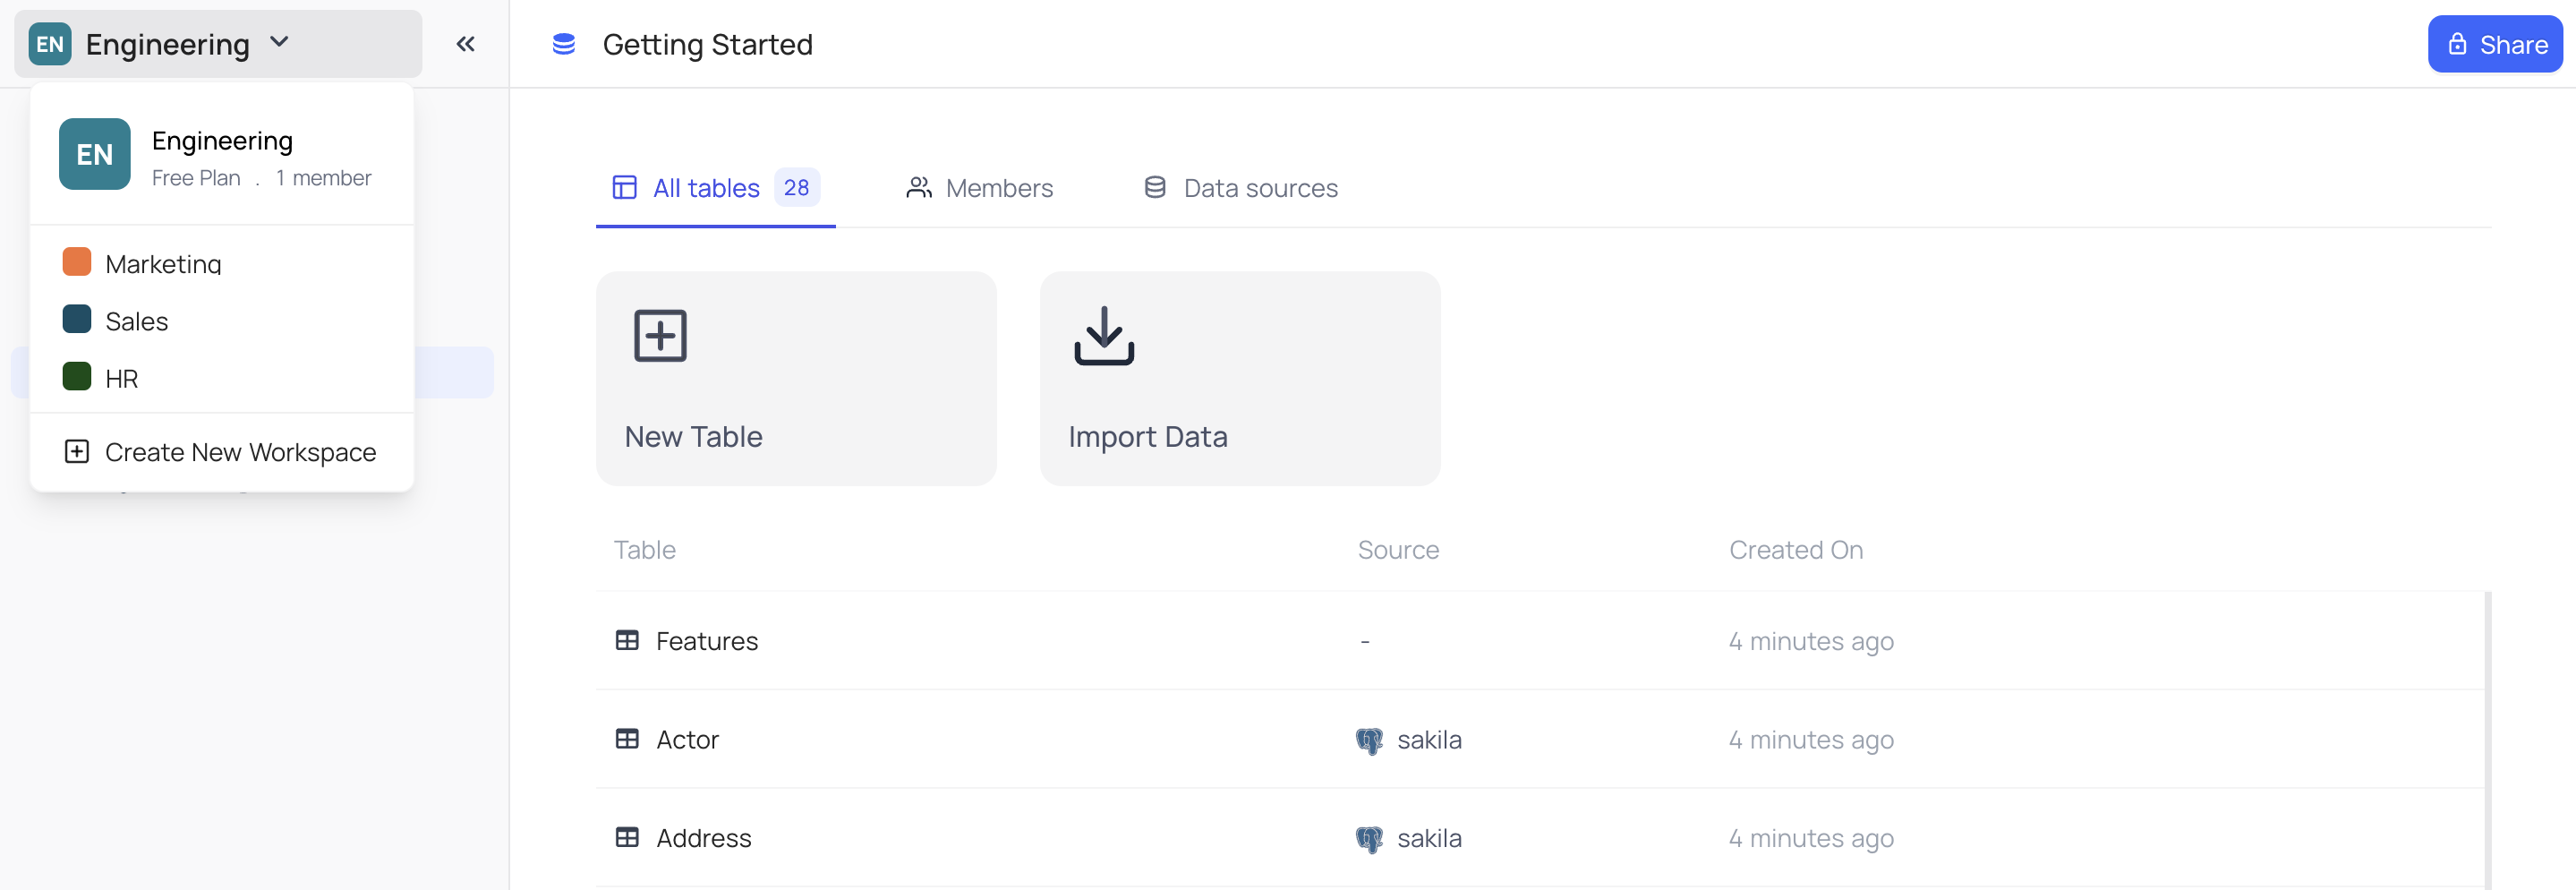 EN Engineering
Getting Started
Share
EN
Engineering
Free Plan . 1 member
Marketing
Sales
HR
Create New Workspace
All tables 28
Members
Data sources
New Table
Import Data
Table Source Created On
Features - 4 minutes ago
Actor sakila 4 minutes ago
Address sakila 4 minutes ago